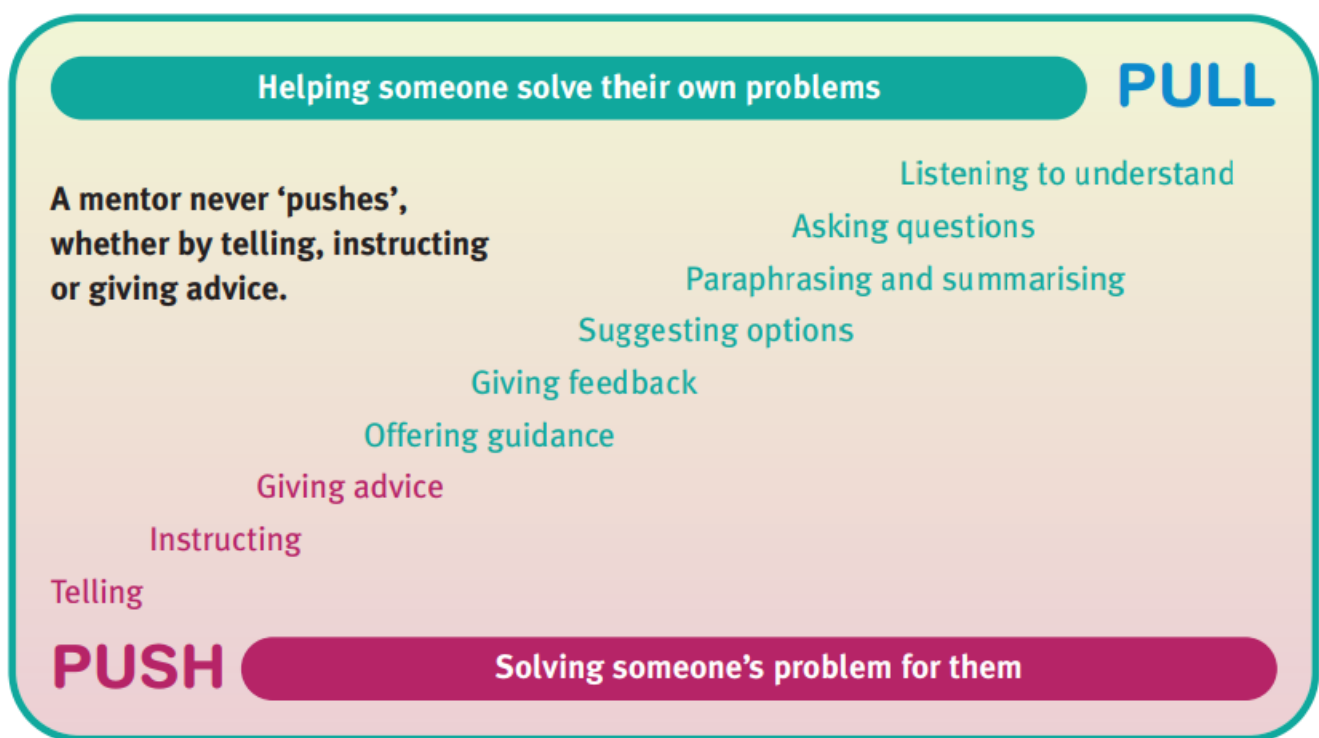 Helping someone solve their own problems
PULL
A mentor never ‘pushes’,
whether by telling, instructing
or giving advice.
Listening to understand
Asking questions
Paraphrasing and summarising
Suggesting options
Giving feedback
Offering guidance
Giving advice
Instructing
Telling
PUSH
Solving someone’s problem for them